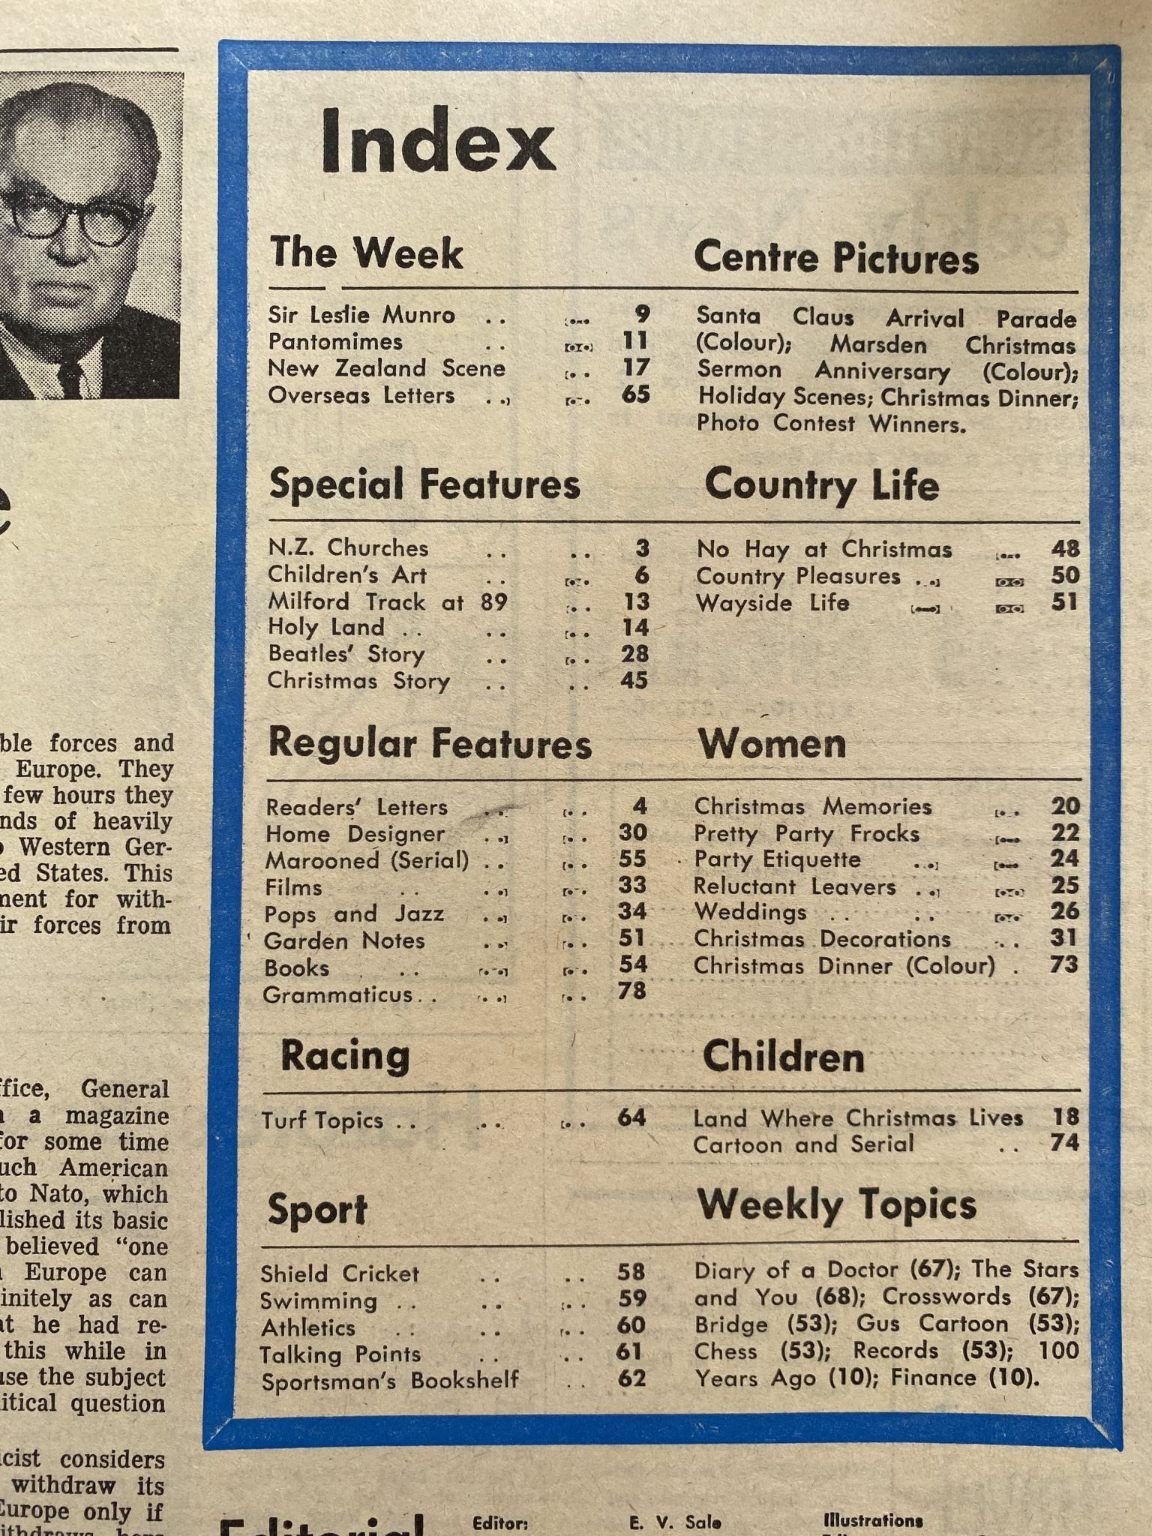 Index
The Week
Sir Leslie Munro . . 9
Pantomimes . . 11
New Zealand Scene . . 17
Overseas Letters . . 65
Centre Pictures
Santa Claus Arrival Parade
(Colour); Marsden Christmas
Sermon Anniversary (Colour);
Holiday Scenes; Christmas Dinner;
Photo Contest Winners.
Special Features
N.Z. Churches . . . . 3
Children's Art . . . . 6
Milford Track at 89 . . 13
Holy Land . . . . . . 14
Beatles' Story . . . . 28
Christmas Story . . . . 45
Country Life
No Hay at Christmas . . 48
Country Pleasures . . 50
Wayside Life 51
Regular Features
Readers' Letters . . . . 4
Home Designer . . . . 30
Marooned (Serial) . . . . 55
Films . . . . . . 33
Pops and Jazz . . . . 34
Garden Notes . . . . 51
Books . . . . . . 54
Grammaticus . . . . . . 78
Women
Christmas Memories . . 20
Pretty Party Frocks . . 22
Party Etiquette . . . . 24
Reluctant Leavers . . . . 25
Weddings . . . . . . 26
Christmas Decorations . . 31
Christmas Dinner (Colour) . 73
Racing
Turf Topics . . . . . . 64
Children
Land Where Christmas Lives 18
Cartoon and Serial . . 74
Sport
Shield Cricket . . . . 58
Swimming . . . . . . 59
Athletics . . . . . . 60
Talking Points . . . . 61
Sportsman's Bookshelf . . 62
Weekly Topics
Diary of a Doctor (67); The Stars
and You (68); Crosswords (67);
Bridge (53); Gus Cartoon (53);
Chess (53); Records (53); 100
Years Ago (10); Finance (10).
ble forces and
Europe. They
few hours they
nds of heavily
Western Ger-
ed States. This
ment for with-
ir forces from
ffice, General
a magazine
for some time
uch American
to Nato, which
lished its basic
believed "one
Europe can
finitely as can
at he had re-
this while in
use the subject
litical question
icist considers
withdraw its
Europe only if
Editorial
Editor: E. V. Sale
Illustrations